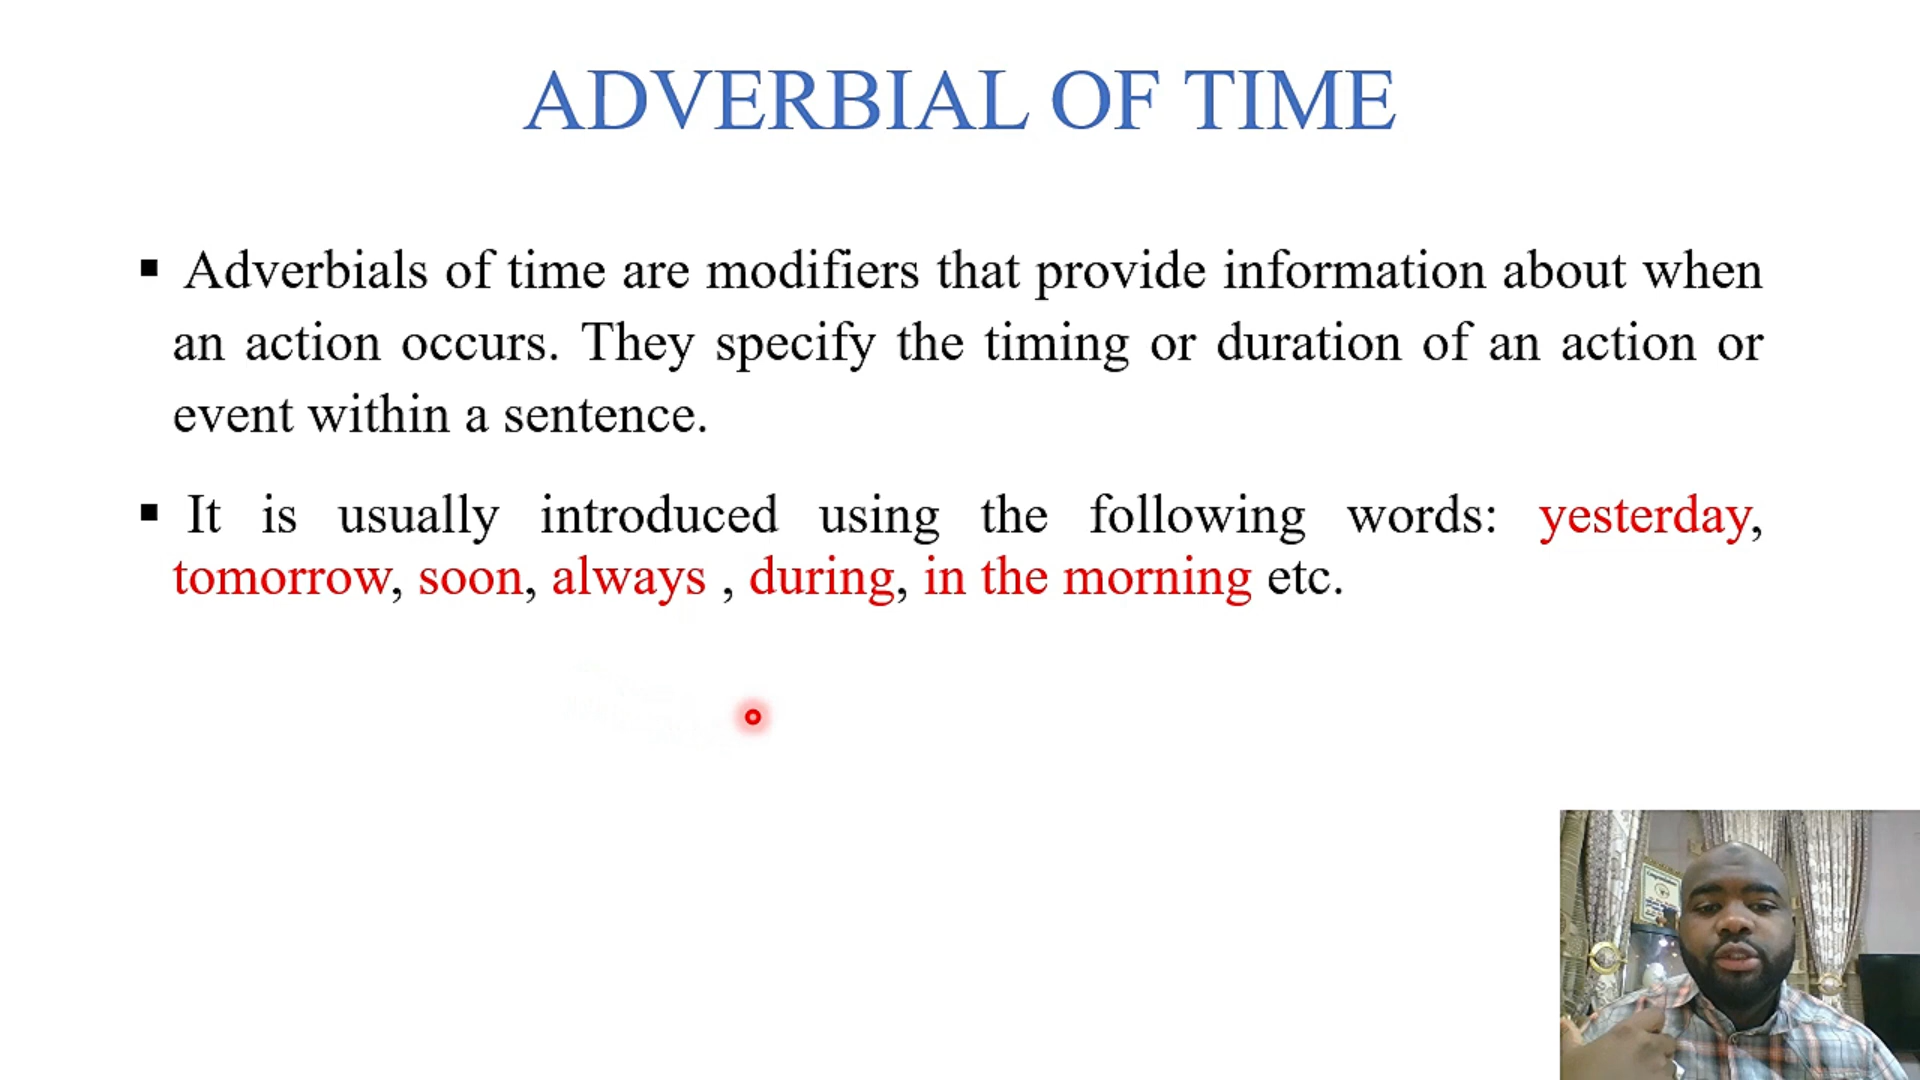 ADVERBIAL OF TIME
▪ Adverbials of time are modifiers that provide information about when
an action occurs. They specify the timing or duration of an action or
event within a sentence.
▪ It is usually introduced using the following words: yesterday,
tomorrow, soon, always , during, in the morning etc.